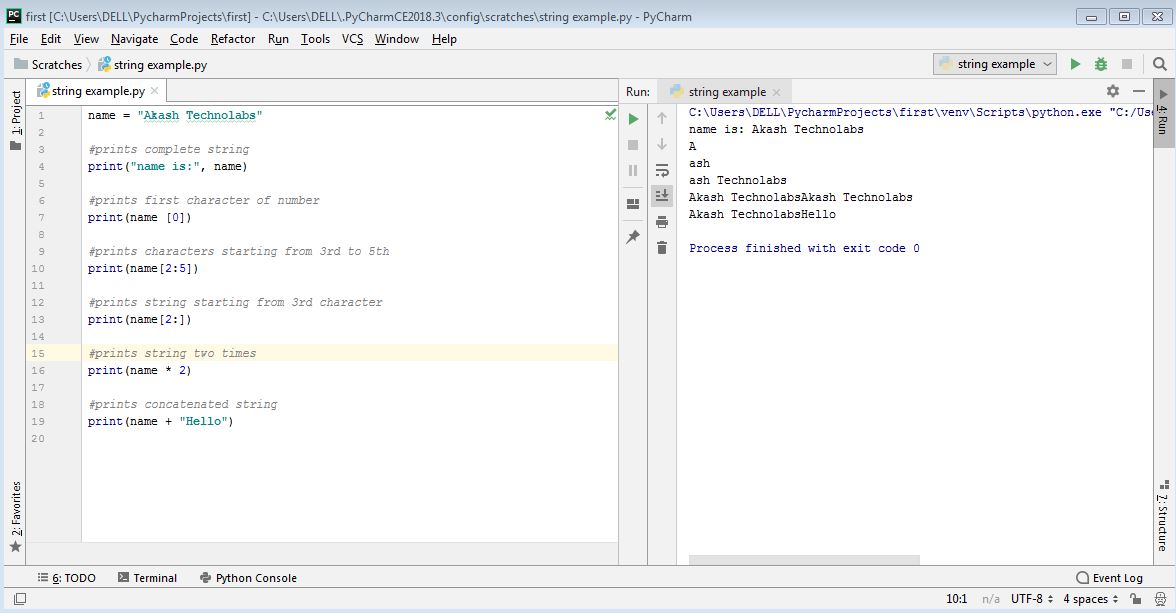 first [C:\Users\DELL\PycharmProjects\first] - C:\Users\DELL\.PyCharmCE2018.3\config\scratches\string example.py - PyCharm
File Edit View Navigate Code Refactor Run Tools VCS Window Help
Scratches string example.py
string example
1: Project
string example.py
1 name = "Akash Technolabs"
2
3 #prints complete string
4 print("name is:", name)
5
6 #prints first character of number
7 print(name [0])
8
9 #prints characters starting from 3rd to 5th
10 print(name[2:5])
11
12 #prints string starting from 3rd character
13 print(name[2:])
14
15 #prints string two times
16 print(name * 2)
17
18 #prints concatenated string
19 print(name + "Hello")
20
Run: string example
C:\Users\DELL\PycharmProjects\first\venv\Scripts\python.exe "C:/Use
name is: Akash Technolabs
A
ash
ash Technolabs
Akash TechnolabsAkash Technolabs
Akash TechnolabsHello
Process finished with exit code 0
4: Run
2: Favorites
7: Structure
6: TODO Terminal Python Console Event Log
10:1 n/a UTF-8 4 spaces